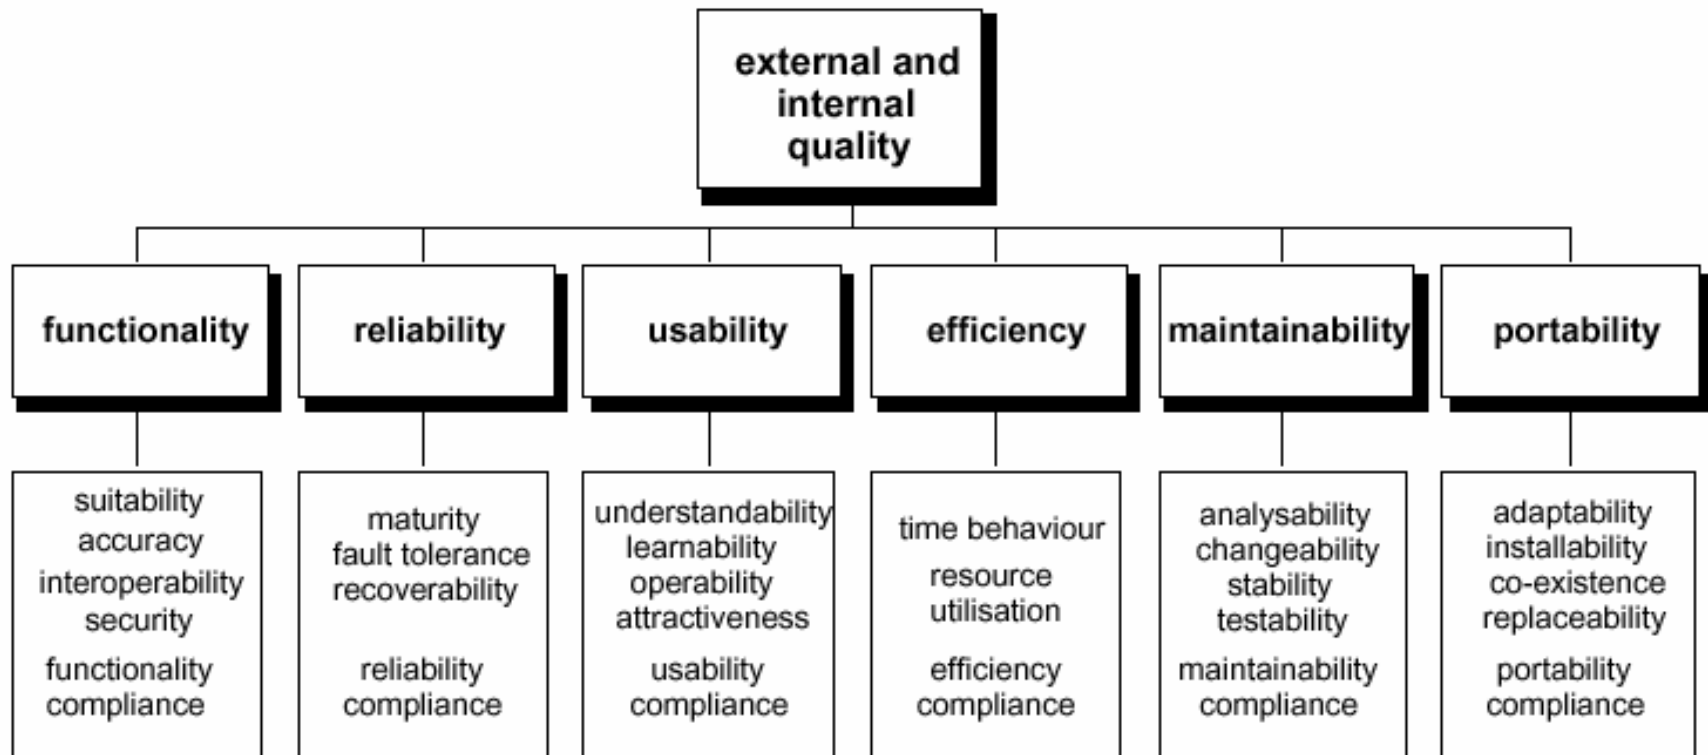 external and
internal
quality
functionality
reliability
usability
efficiency
maintainability
portability
suitability
accuracy
interoperability
security
functionality
compliance
maturity
fault tolerance
recoverability
reliability
compliance
understandability
learnability
operability
attractiveness
usability
compliance
time behaviour
resource
utilisation
efficiency
compliance
analysability
changeability
stability
testability
maintainability
compliance
adaptability
installability
co-existence
replaceability
portability
compliance